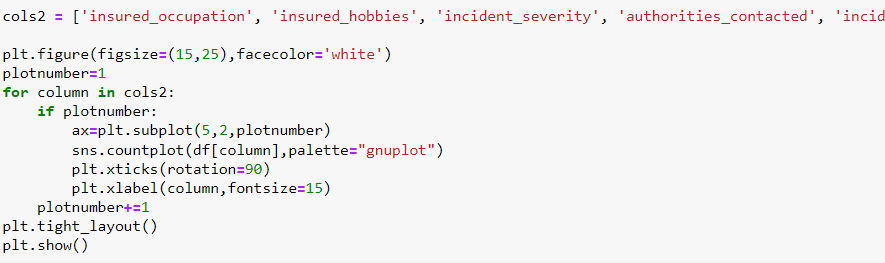 cols2 = ['insured_occupation', 'insured_hobbies', 'incident_severity', 'authorities_contacted', 'incid
plt.figure(figsize=(15,25),facecolor='white')
plotnumber=1
for column in cols2:
    if plotnumber:
        ax=plt.subplot(5,2,plotnumber)
        sns.countplot(df[column],palette="gnuplot")
        plt.xticks(rotation=90)
        plt.xlabel(column,fontsize=15)
    plotnumber+=1
plt.tight_layout()
plt.show()